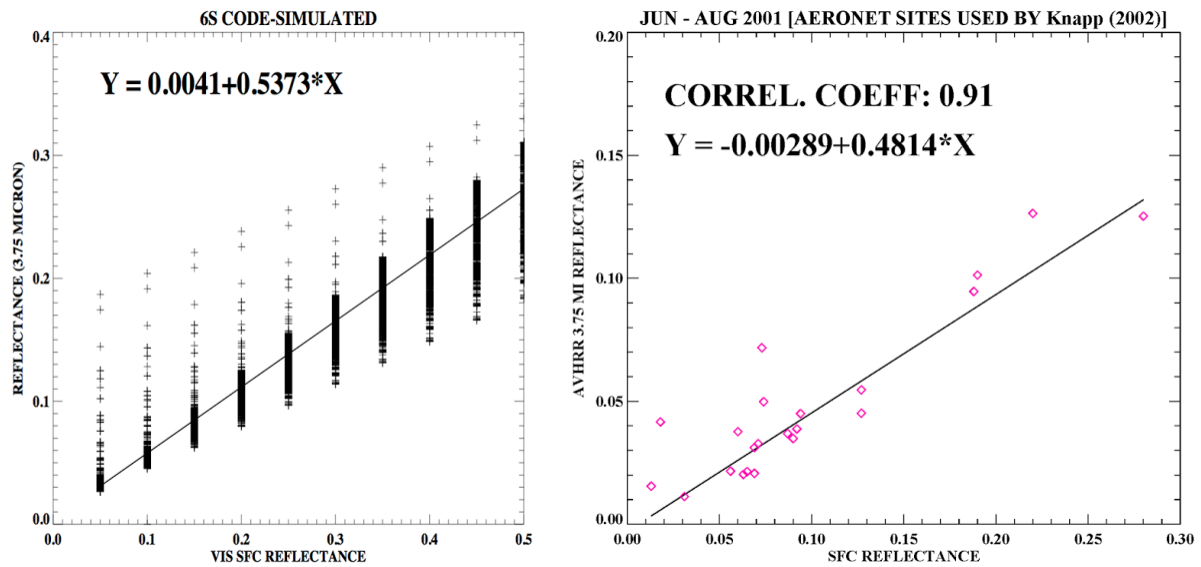 6S CODE-SIMULATED
Y = 0.0041+0.5373*X
REFLECTANCE (3.75 MICRON)
0.4
0.3
0.2
0.1
0.0
0.0 0.1 0.2 0.3 0.4 0.5
VIS SFC REFLECTANCE
JUN - AUG 2001 [AERONET SITES USED BY Knapp (2002)]
CORREL. COEFF: 0.91
Y = -0.00289+0.4814*X
AVHRR 3.75 MI REFLECTANCE
0.20
0.15
0.10
0.05
0.00
0.00 0.05 0.10 0.15 0.20 0.25 0.30
SFC REFLECTANCE